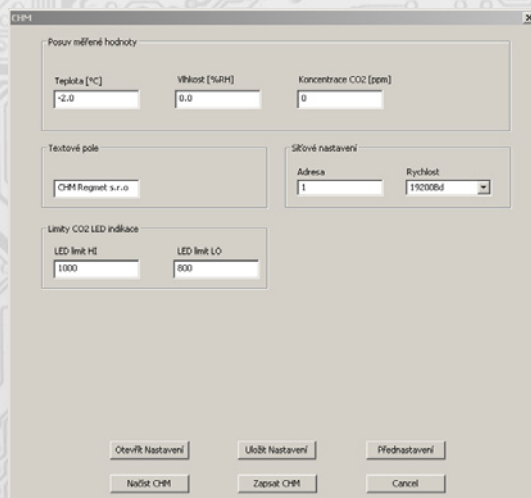 CHM
Posuv měřené hodnoty
Teplota [°C] Vlhkost [%RH] Koncentrace CO2 [ppm]
-2.0 0.0 0
Textové pole Síťové nastavení
Adresa Rychlost
CHM Regmet s.r.o 1 19200Bd
Limity CO2 LED indikace
LED limit HI LED limit LO
1000 800
Otevřít Nastavení Uložit Nastavení Přednastavení
Načíst CHM Zapsat CHM Cancel